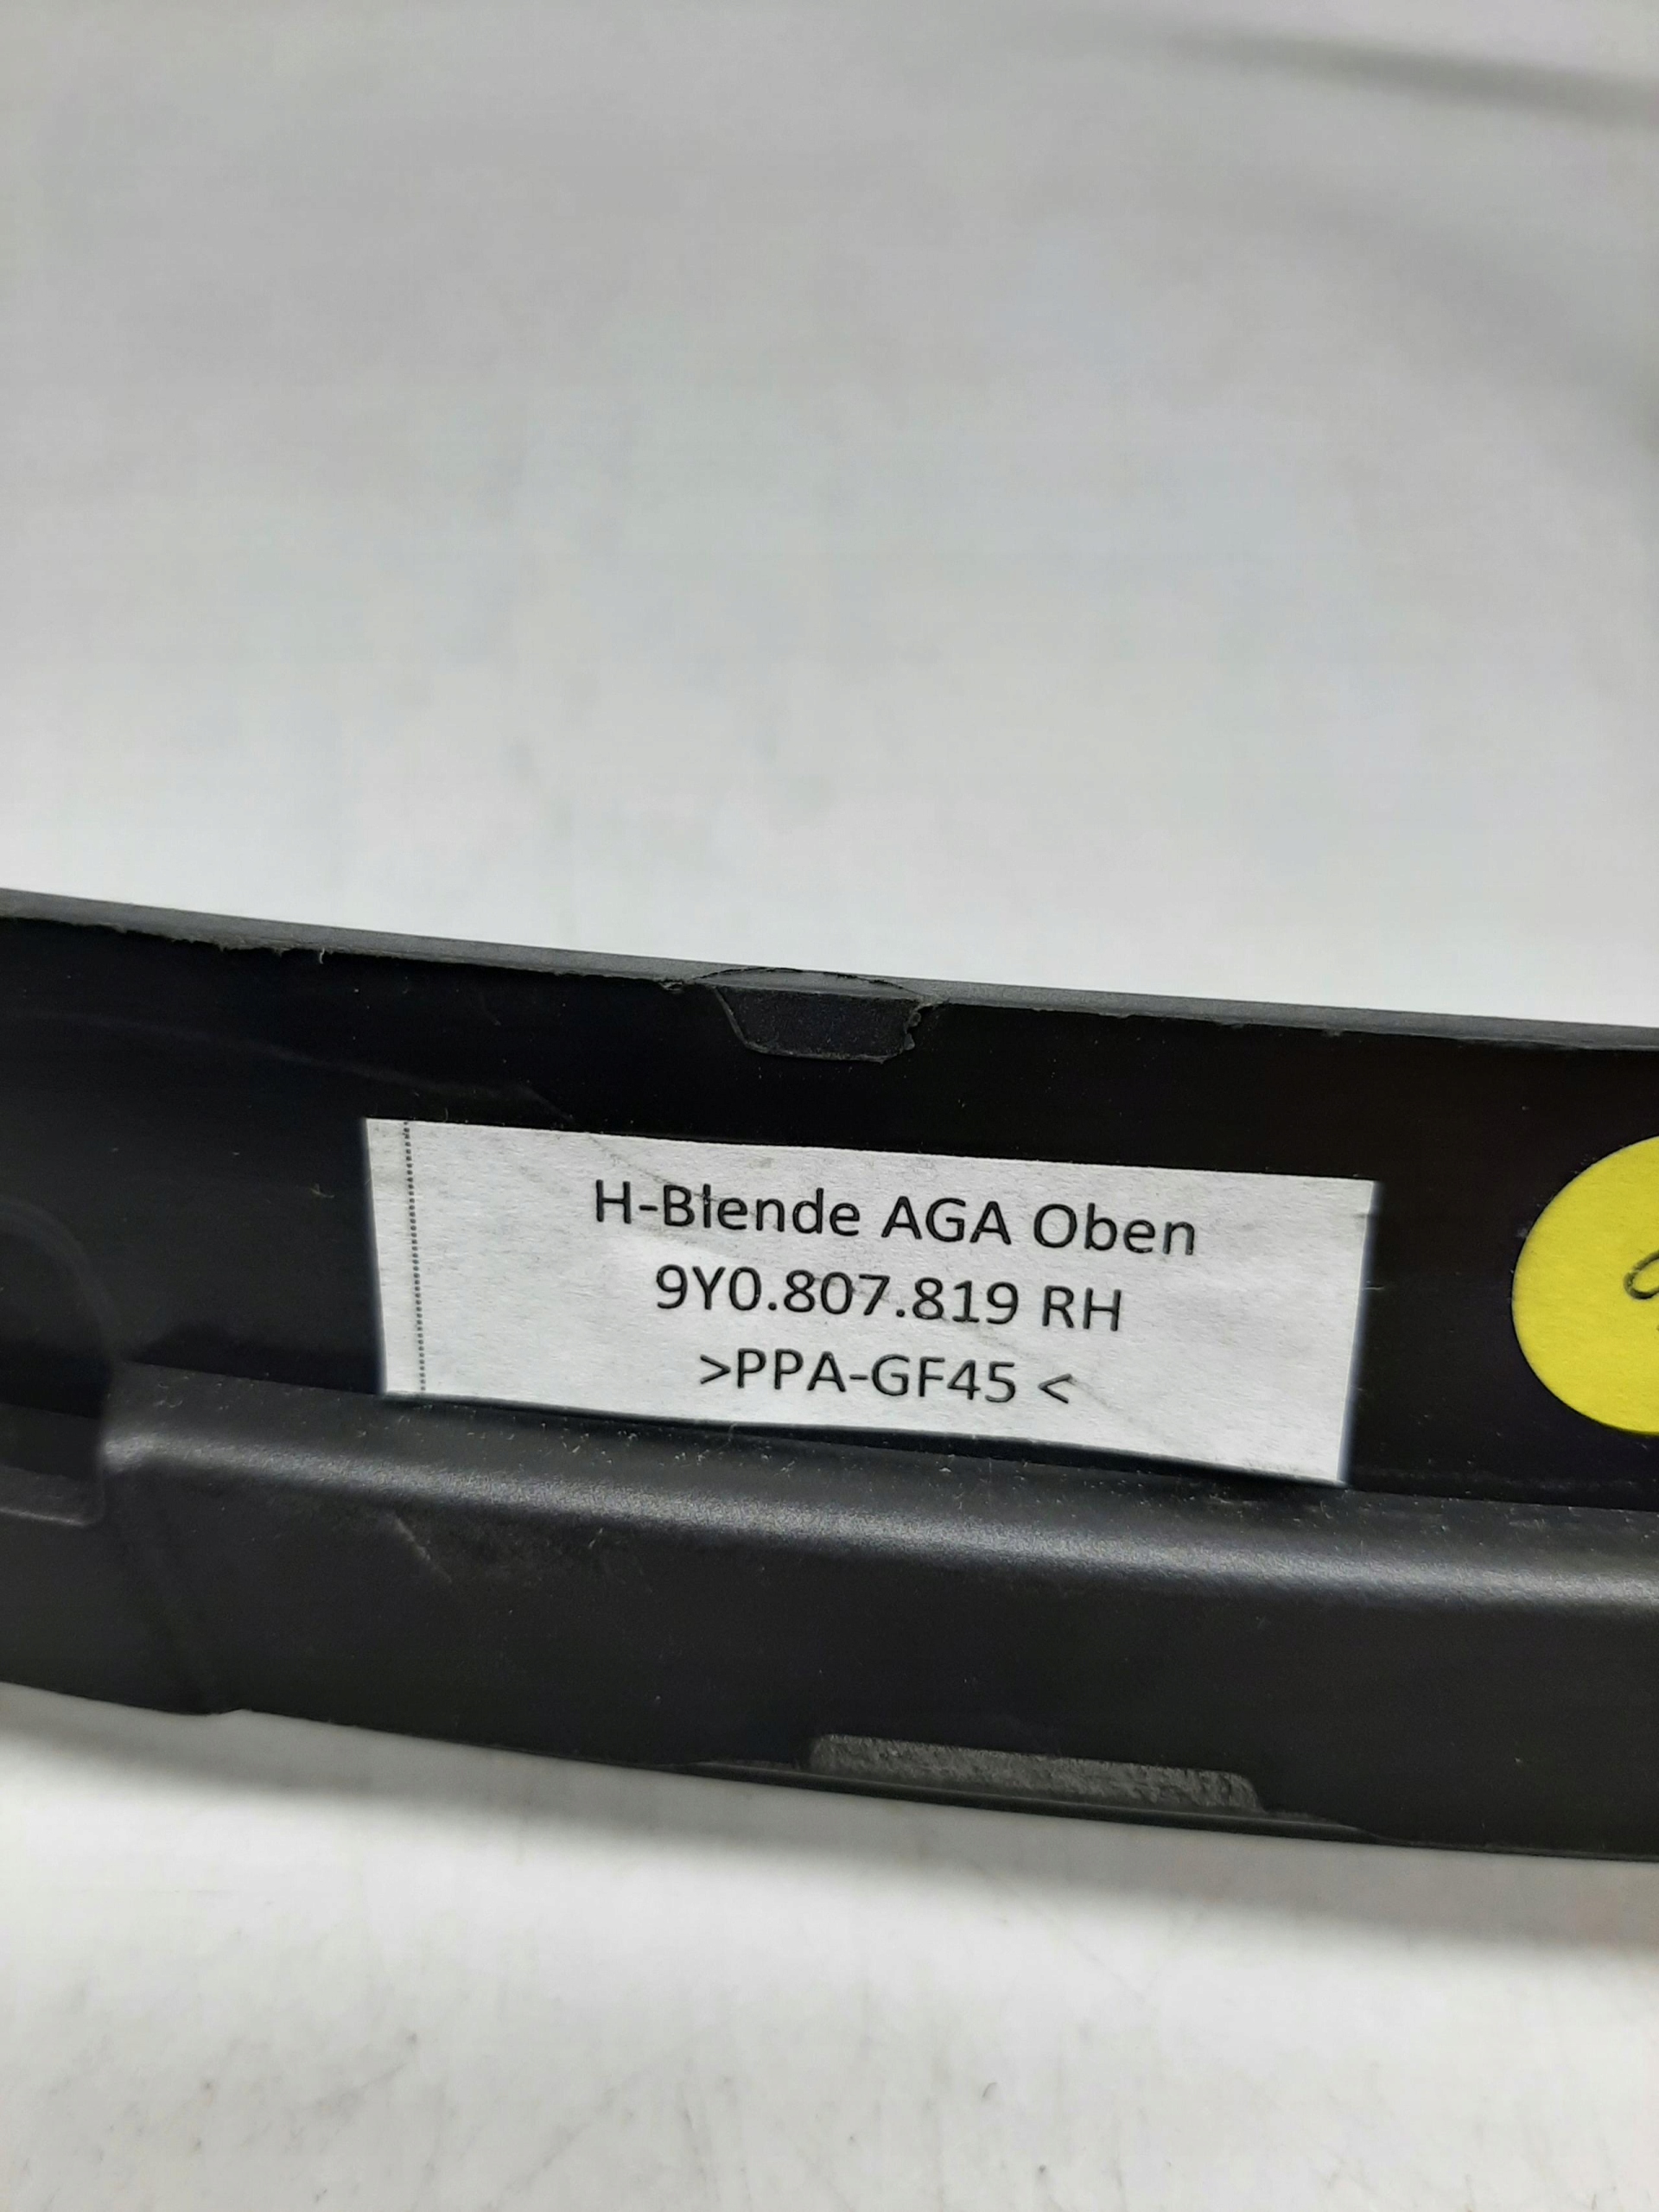 H-Blende AGA Oben
9Y0.807.819 RH
>PPA-GF45 <